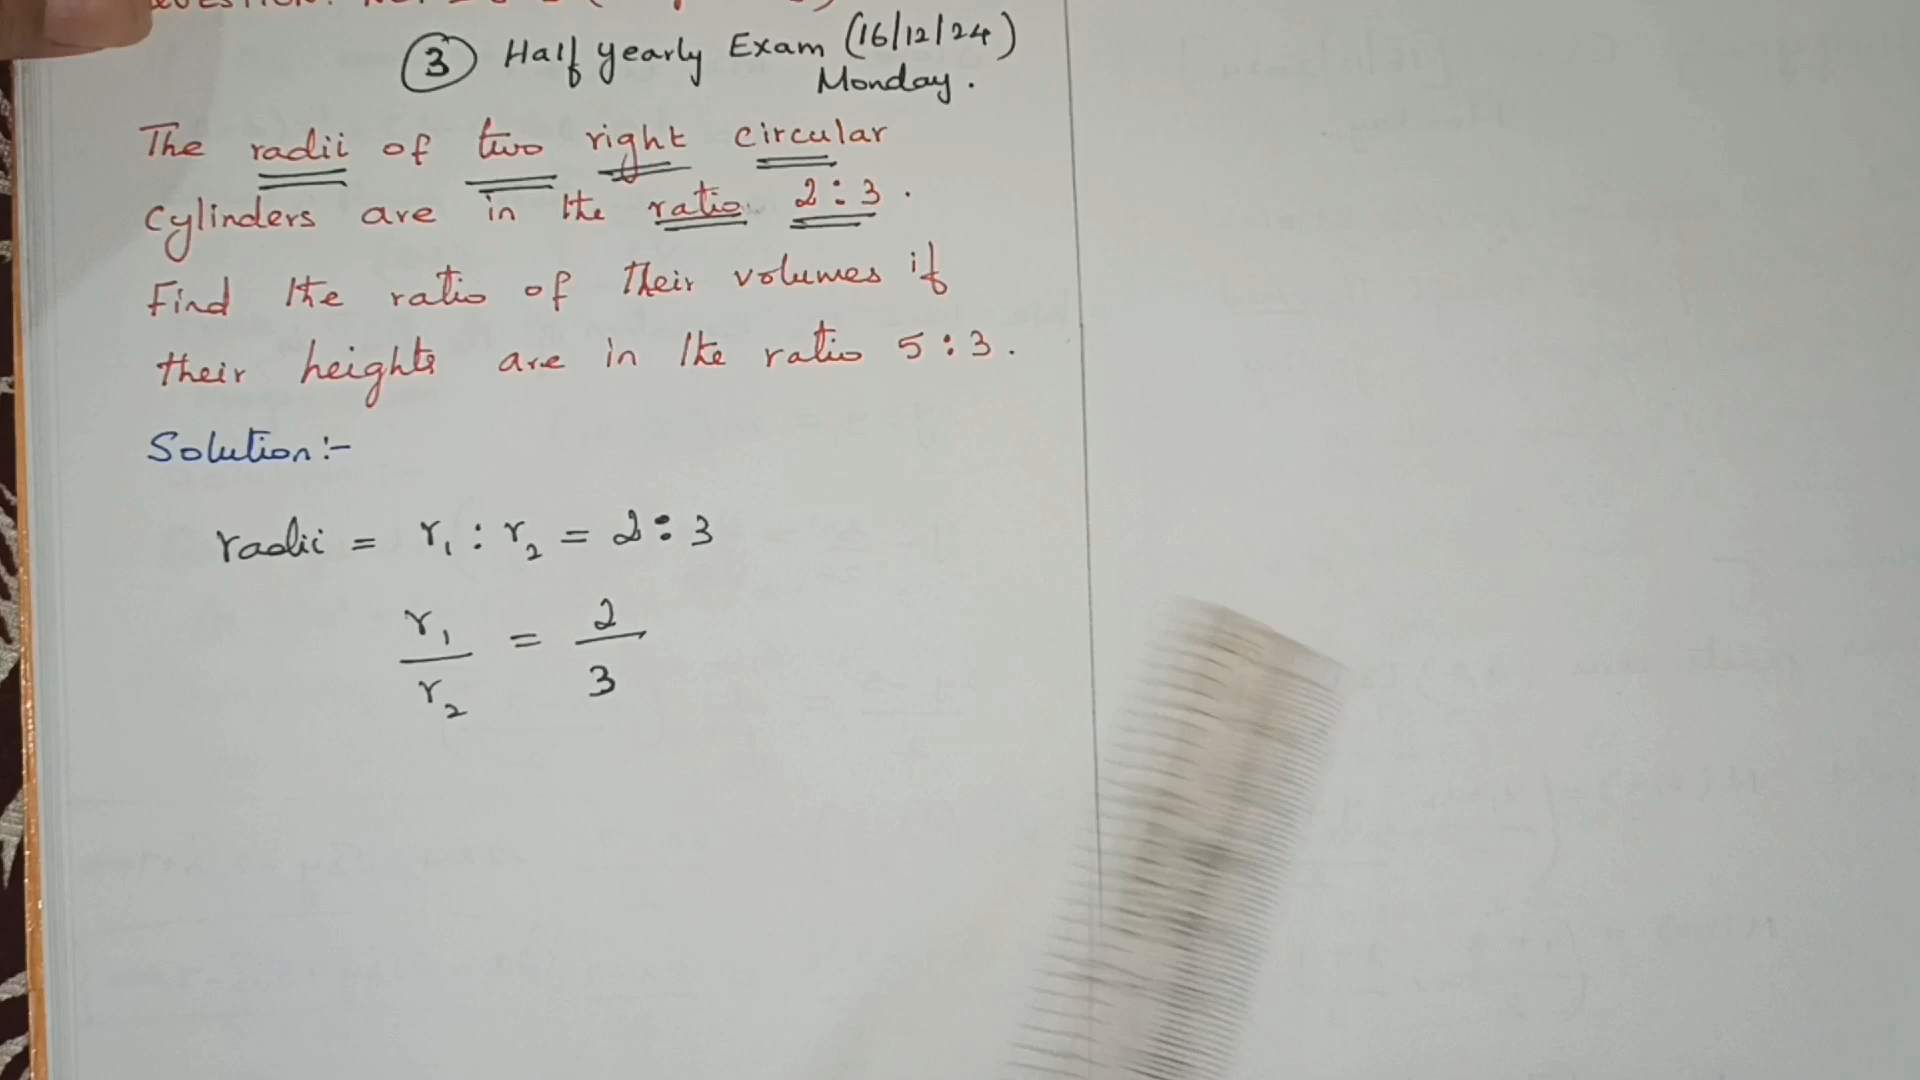 ③ Half yearly Exam (16/12/24)
Monday.
The radii of two right circular
cylinders are in the ratio 2:3.
Find the ratio of their volumes if
their heights are in the ratio 5:3.
Solution:-
radii = r₁ : r₂ = 2:3
r₁/r₂ = 2/3